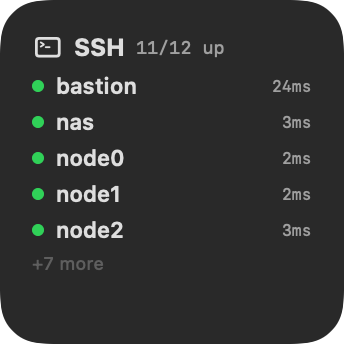 SSH 11/12 up
bastion 24ms
nas 3ms
node0 2ms
node1 2ms
node2 3ms
+7 more